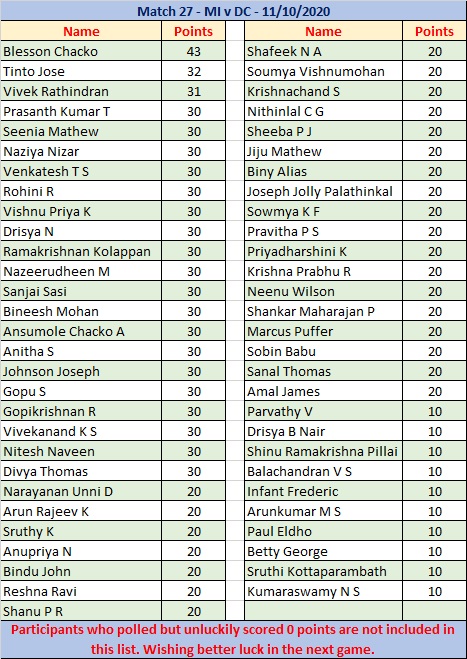 Match 27 - MI v DC - 11/10/2020
Name Points Name Points
Blesson Chacko 43 Shafeek N A 20
Tinto Jose 32 Soumya Vishnumohan 20
Vivek Rathindran 31 Krishnachand S 20
Prasanth Kumar T 30 Nithinlal C G 20
Seenia Mathew 30 Sheeba P J 20
Naziya Nizar 30 Jiju Mathew 20
Venkatesh T S 30 Biny Alias 20
Rohini R 30 Joseph Jolly Palathinkal 20
Vishnu Priya K 30 Sowmya K F 20
Drisya N 30 Pravitha P S 20
Ramakrishnan Kolappan 30 Priyadharshini K 20
Nazeerudheen M 30 Krishna Prabhu R 20
Sanjai Sasi 30 Neenu Wilson 20
Bineesh Mohan 30 Shankar Maharajan P 20
Ansumole Chacko A 30 Marcus Puffer 20
Anitha S 30 Sobin Babu 20
Johnson Joseph 30 Sanal Thomas 20
Gopu S 30 Amal James 20
Gopikrishnan R 30 Parvathy V 10
Vivekanand K S 30 Drisya B Nair 10
Nitesh Naveen 30 Shinu Ramakrishna Pillai 10
Divya Thomas 30 Balachandran V S 10
Narayanan Unni D 20 Infant Frederic 10
Arun Rajeev K 20 Arunkumar M S 10
Sruthy K 20 Paul Eldho 10
Anupriya N 20 Betty George 10
Bindu John 20 Sruthi Kottaparambath 10
Reshna Ravi 20 Kumaraswamy N S 10
Shanu P R 20
Participants who polled but unluckily scored 0 points are not included in
this list. Wishing better luck in the next game.